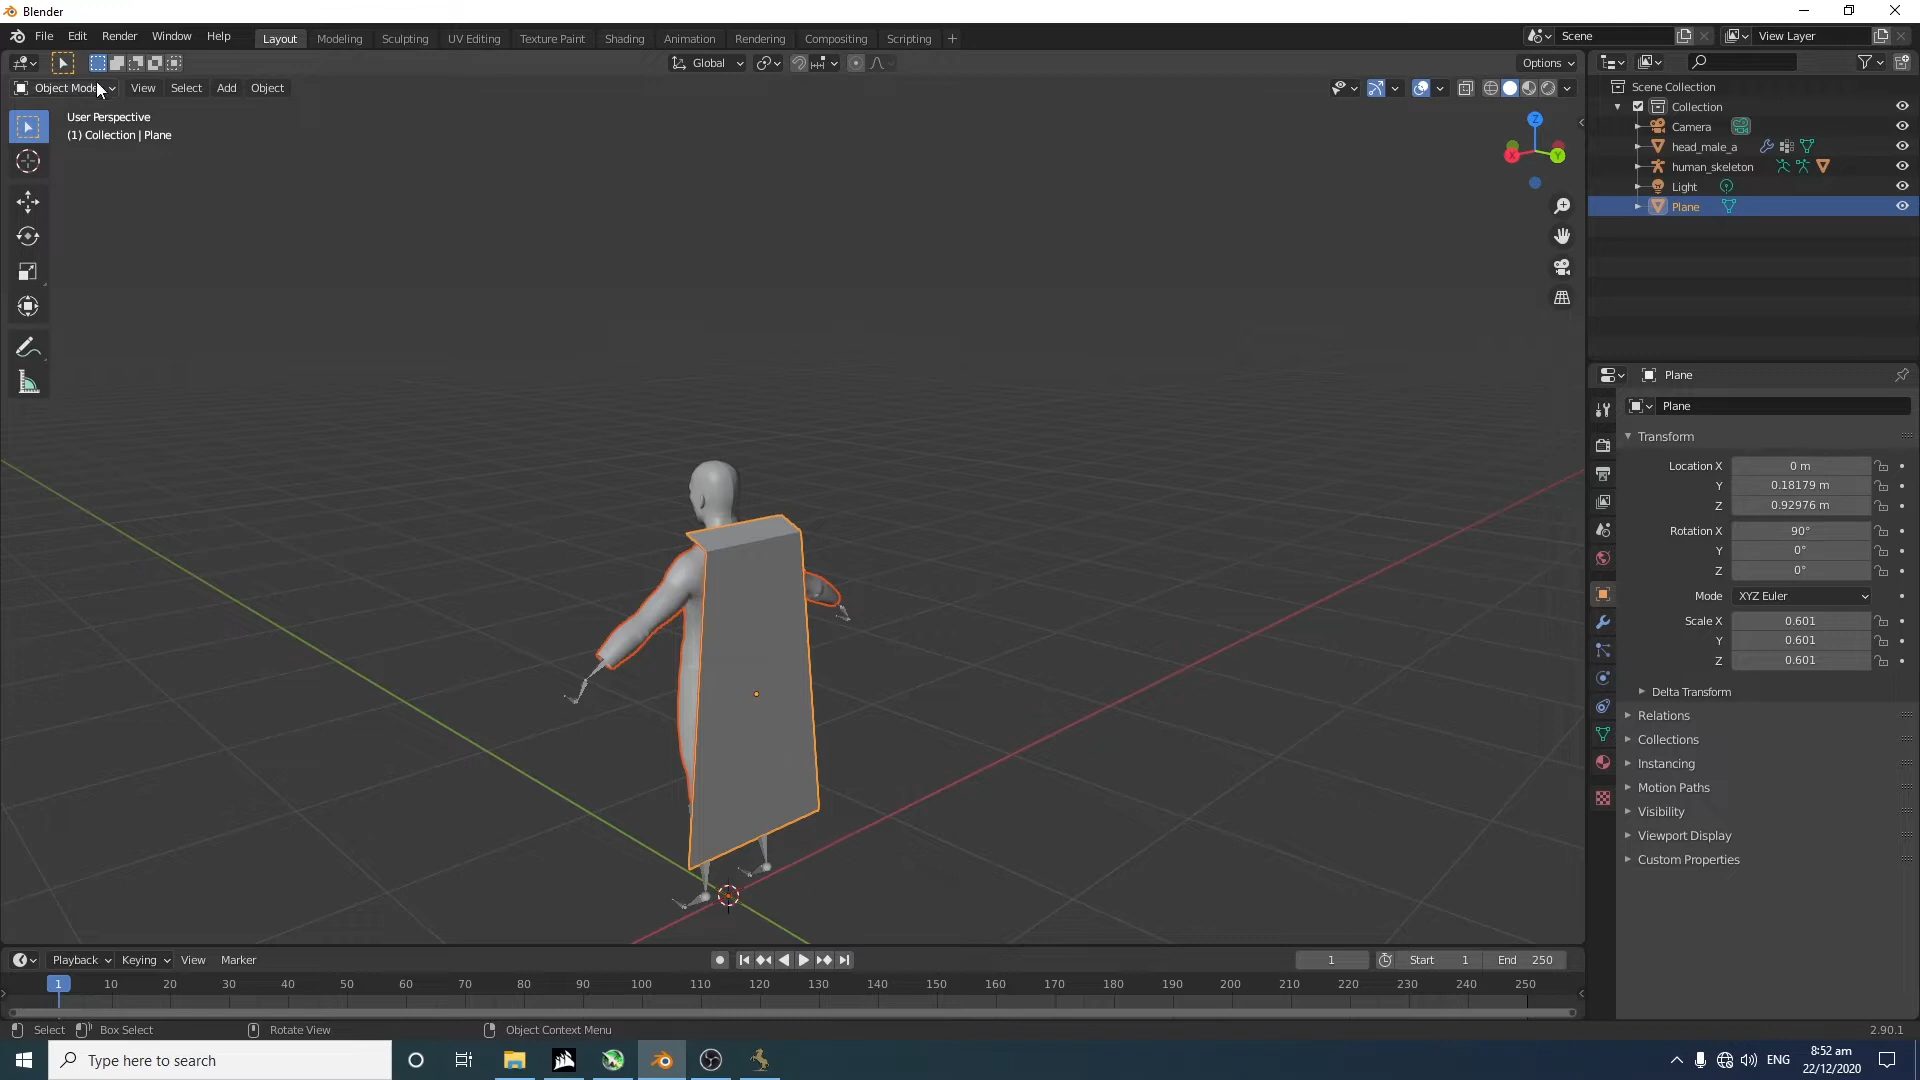 Blender
File Edit Render Window Help
Layout Modeling Sculpting UV Editing Texture Paint Shading Animation Rendering Compositing Scripting
Scene
View Layer
Global
Options
Object Mode View Select Add Object
User Perspective
(1) Collection | Plane
Z
X
Y
Scene Collection
Collection
Camera
head_male_a
human_skeleton
Light
Plane
Plane
Plane
Transform
Location X 0 m
Y 0.18179 m
Z 0.92976 m
Rotation X 90°
Y 0°
Z 0°
Mode XYZ Euler
Scale X 0.601
Y 0.601
Z 0.601
Delta Transform
Relations
Collections
Instancing
Motion Paths
Visibility
Viewport Display
Custom Properties
Playback Keying View Marker
1 Start 1 End 250
1 10 20 30 40 50 60 70 80 90 100 110 120 130 140 150 160 170 180 190 200 210 220 230 240 250
Select Box Select Rotate View Object Context Menu 2.90.1
Type here to search
ENG
8:52 am
22/12/2020